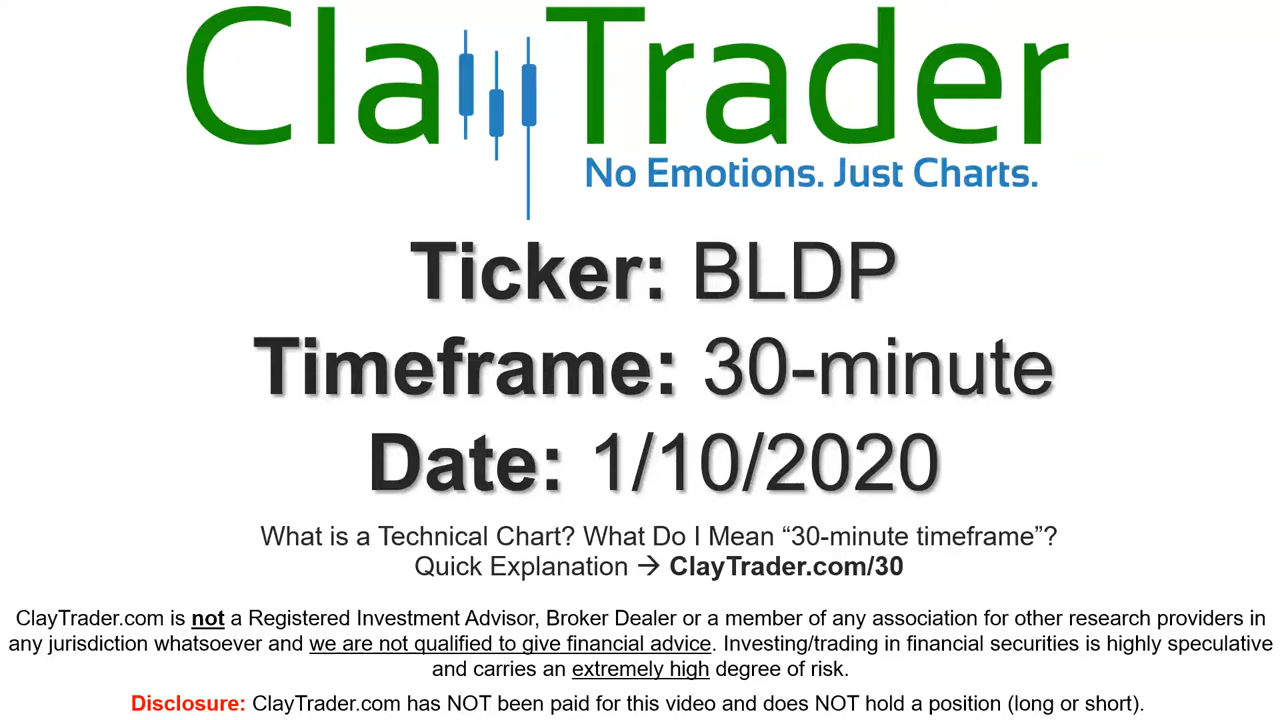 ClayTrader
No Emotions. Just Charts.
Ticker: BLDP
Timeframe: 30-minute
Date: 1/10/2020
What is a Technical Chart? What Do I Mean “30-minute timeframe”?
Quick Explanation → ClayTrader.com/30
ClayTrader.com is not a Registered Investment Advisor, Broker Dealer or a member of any association for other research providers in
any jurisdiction whatsoever and we are not qualified to give financial advice. Investing/trading in financial securities is highly speculative
and carries an extremely high degree of risk.
Disclosure: ClayTrader.com has NOT been paid for this video and does NOT hold a position (long or short).